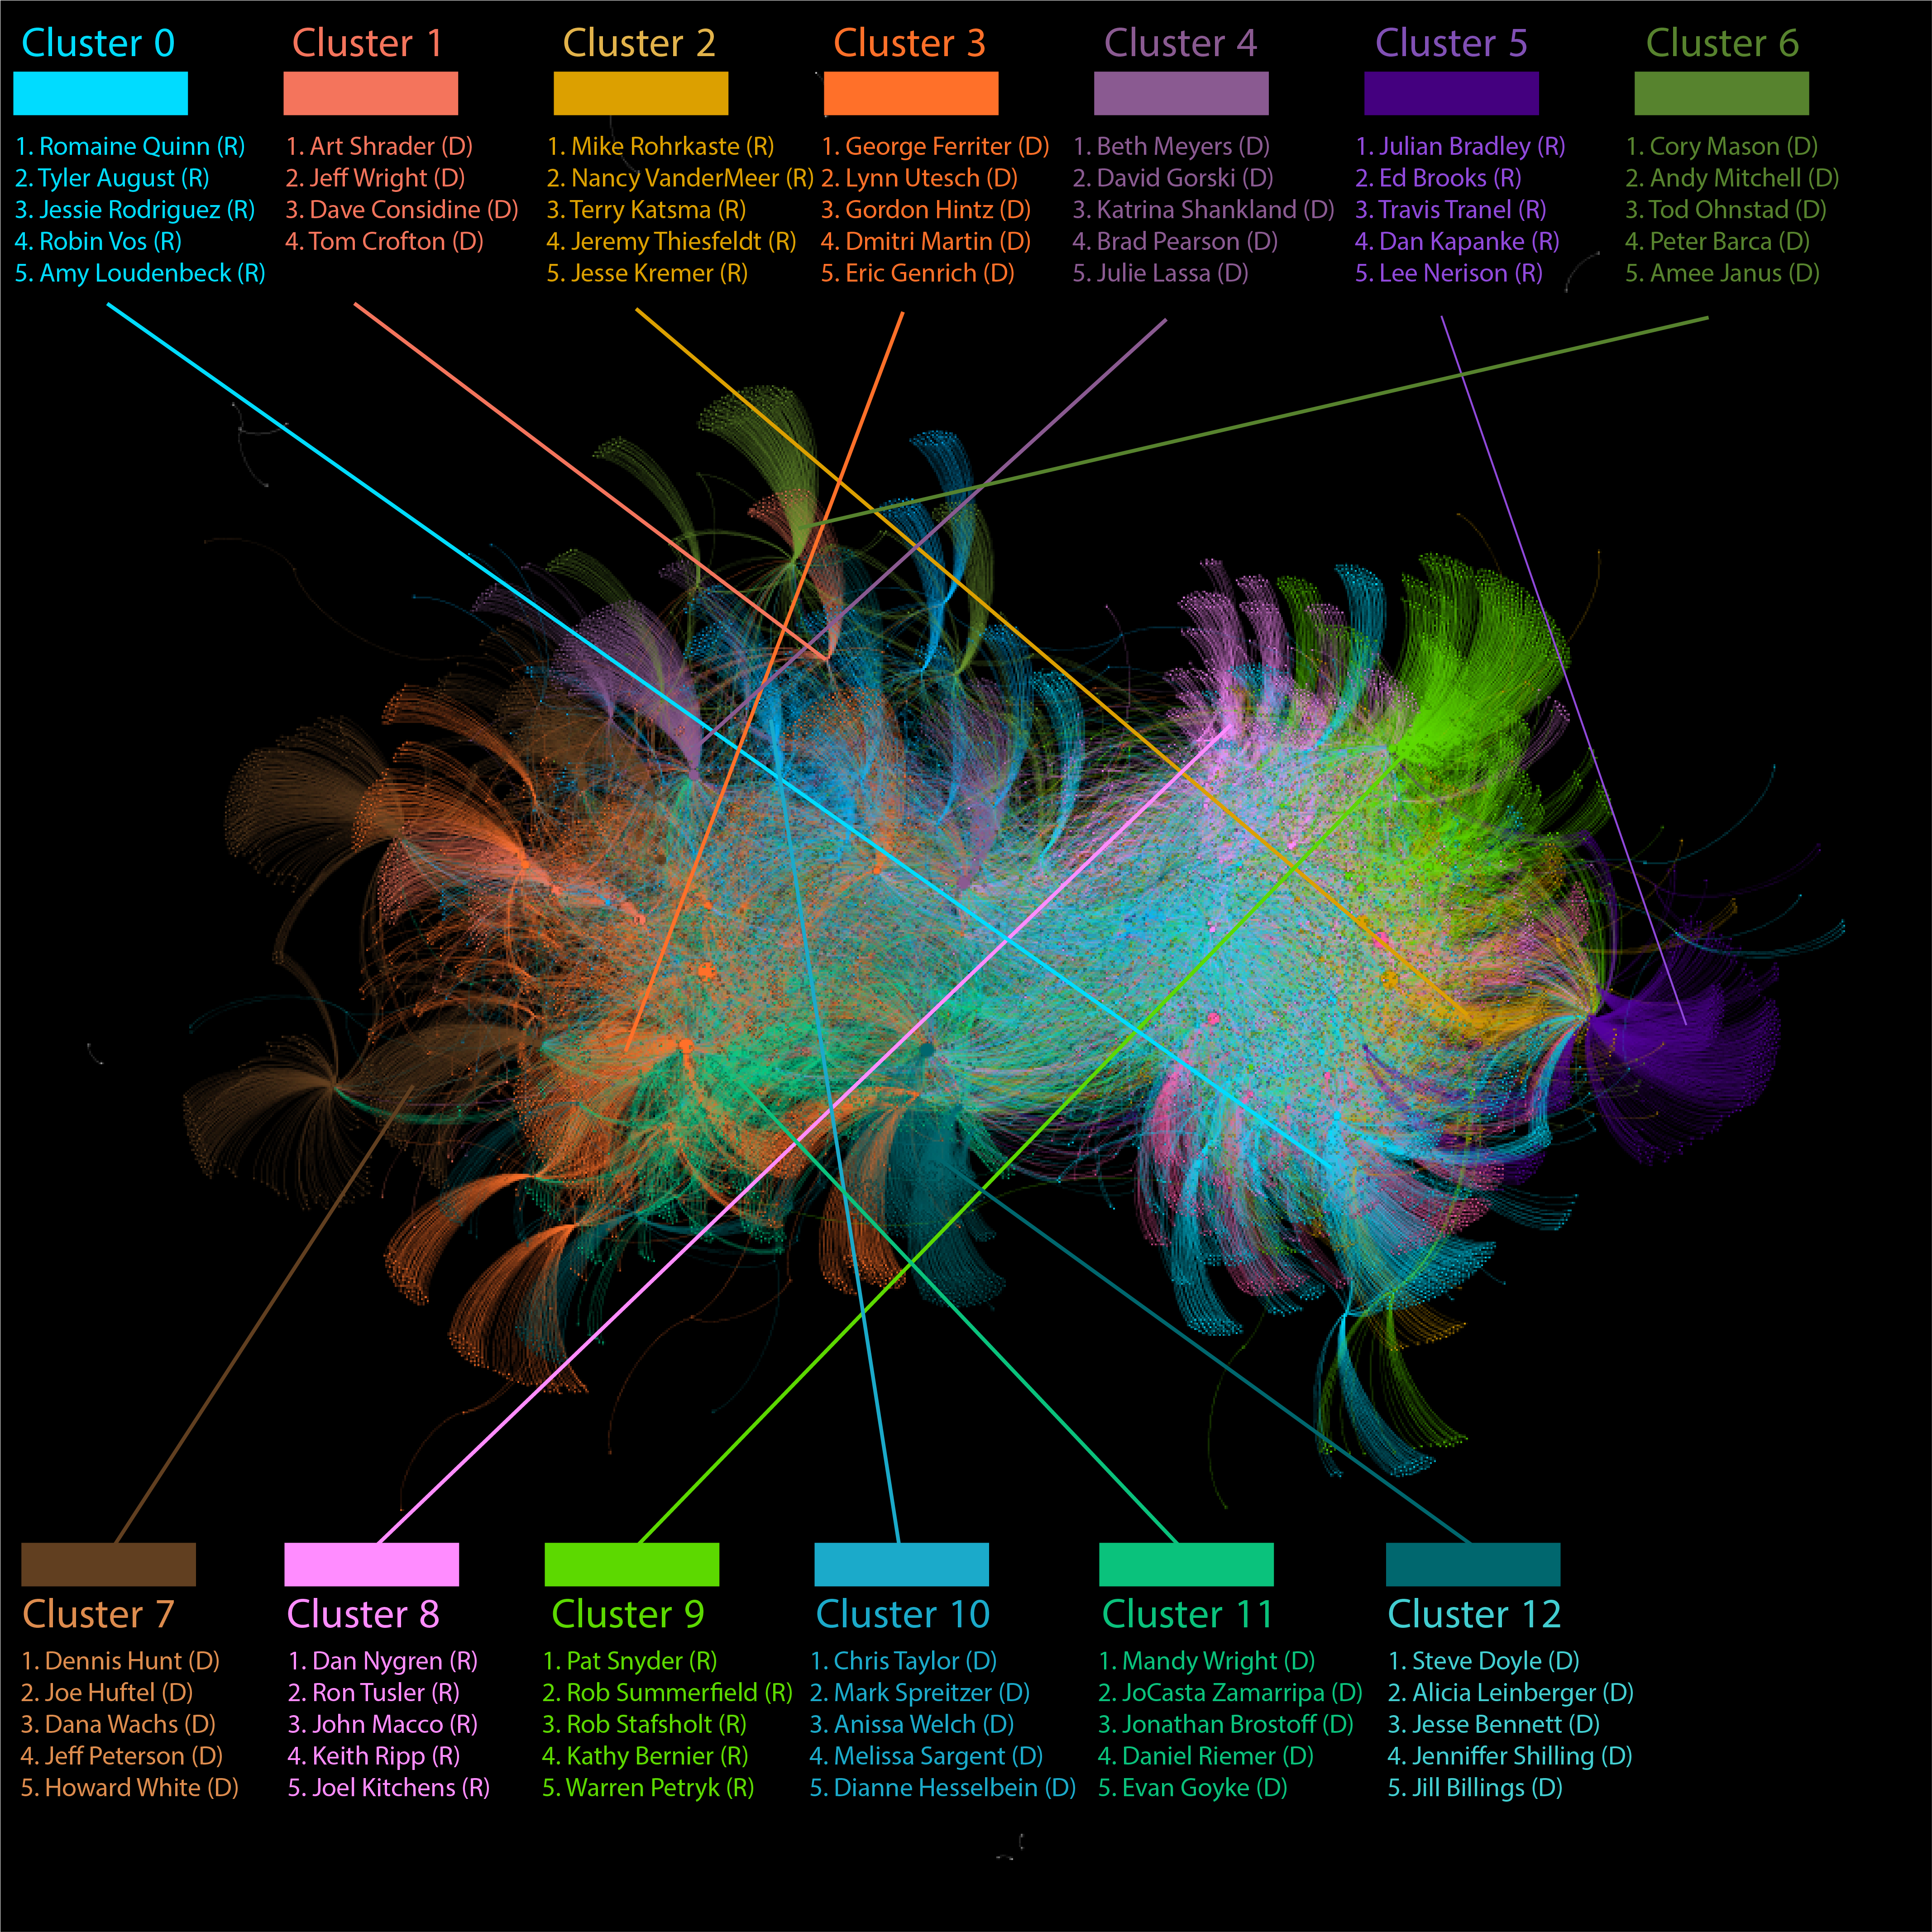 Cluster 0
1. Romaine Quinn (R)
2. Tyler August (R)
3. Jessie Rodriguez (R)
4. Robin Vos (R)
5. Amy Loudenbeck (R)
Cluster 1
1. Art Shrader (D)
2. Jeff Wright (D)
3. Dave Considine (D)
4. Tom Crofton (D)
Cluster 2
1. Mike Rohrkaste (R)
2. Nancy VanderMeer (R)
3. Terry Katsma (R)
4. Jeremy Thiesfeldt (R)
5. Jesse Kremer (R)
Cluster 3
1. George Ferriter (D)
2. Lynn Utesch (D)
3. Gordon Hintz (D)
4. Dmitri Martin (D)
5. Eric Genrich (D)
Cluster 4
1. Beth Meyers (D)
2. David Gorski (D)
3. Katrina Shankland (D)
4. Brad Pearson (D)
5. Julie Lassa (D)
Cluster 5
1. Julian Bradley (R)
2. Ed Brooks (R)
3. Travis Tranel (R)
4. Dan Kapanke (R)
5. Lee Nerison (R)
Cluster 6
1. Cory Mason (D)
2. Andy Mitchell (D)
3. Tod Ohnstad (D)
4. Peter Barca (D)
5. Amee Janus (D)
Cluster 7
1. Dennis Hunt (D)
2. Joe Huftel (D)
3. Dana Wachs (D)
4. Jeff Peterson (D)
5. Howard White (D)
Cluster 8
1. Dan Nygren (R)
2. Ron Tusler (R)
3. John Macco (R)
4. Keith Ripp (R)
5. Joel Kitchens (R)
Cluster 9
1. Pat Snyder (R)
2. Rob Summerfield (R)
3. Rob Stafsholt (R)
4. Kathy Bernier (R)
5. Warren Petryk (R)
Cluster 10
1. Chris Taylor (D)
2. Mark Spreitzer (D)
3. Anissa Welch (D)
4. Melissa Sargent (D)
5. Dianne Hesselbein (D)
Cluster 11
1. Mandy Wright (D)
2. JoCasta Zamarripa (D)
3. Jonathan Brostoff (D)
4. Daniel Riemer (D)
5. Evan Goyke (D)
Cluster 12
1. Steve Doyle (D)
2. Alicia Leinberger (D)
3. Jesse Bennett (D)
4. Jenniffer Shilling (D)
5. Jill Billings (D)